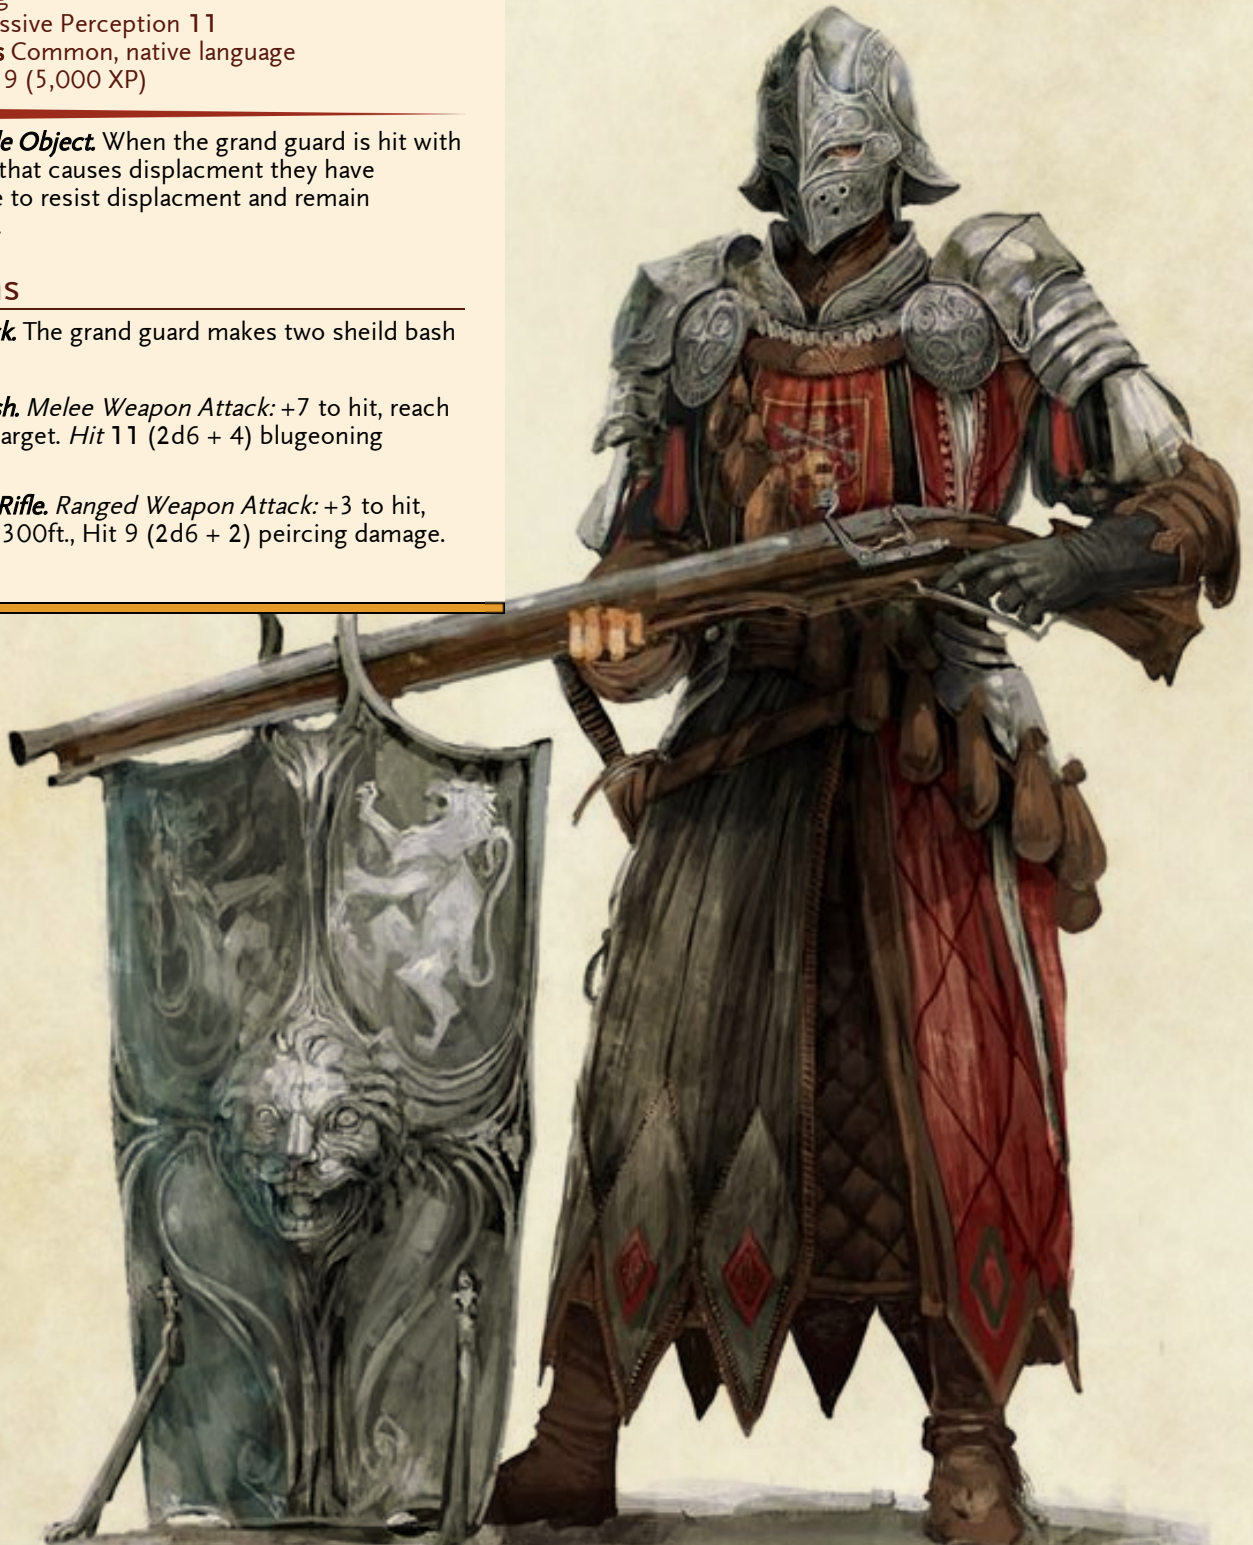 ssive Perception 11
s Common, native language
9 (5,000 XP)
le Object. When the grand guard is hit with
that causes displacment they have
e to resist displacment and remain
.
ns
k. The grand guard makes two sheild bash
sh. Melee Weapon Attack: +7 to hit, reach
arget. Hit 11 (2d6 + 4) blugeoning
Rifle. Ranged Weapon Attack: +3 to hit,
300ft., Hit 9 (2d6 + 2) peircing damage.